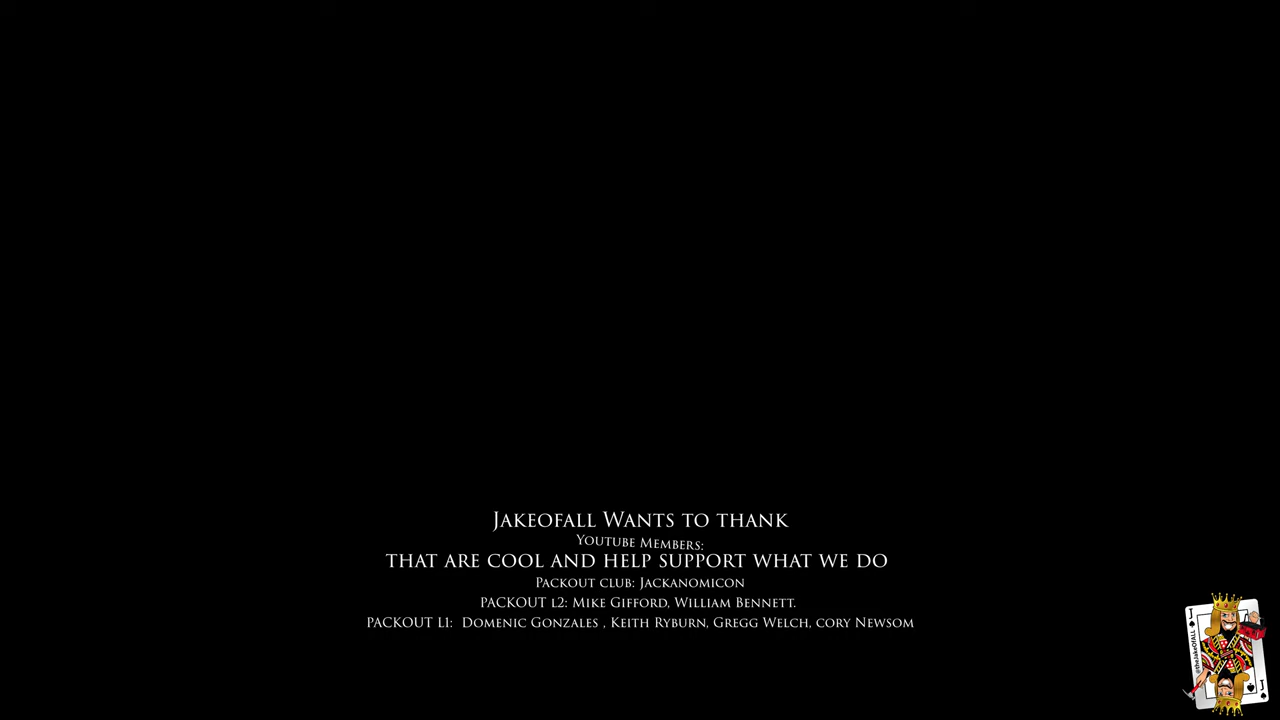 Jakeofall Wants to thank
Youtube Members:
THAT ARE COOL AND HELP SUPPORT WHAT WE DO
Packout club: Jackanomicon
PACKOUT L2: Mike Gifford, William Bennett.
PACKOUT L1: Domenic Gonzales , Keith Ryburn, Gregg Welch, cory Newsom
J
@theJakeOfAll
J